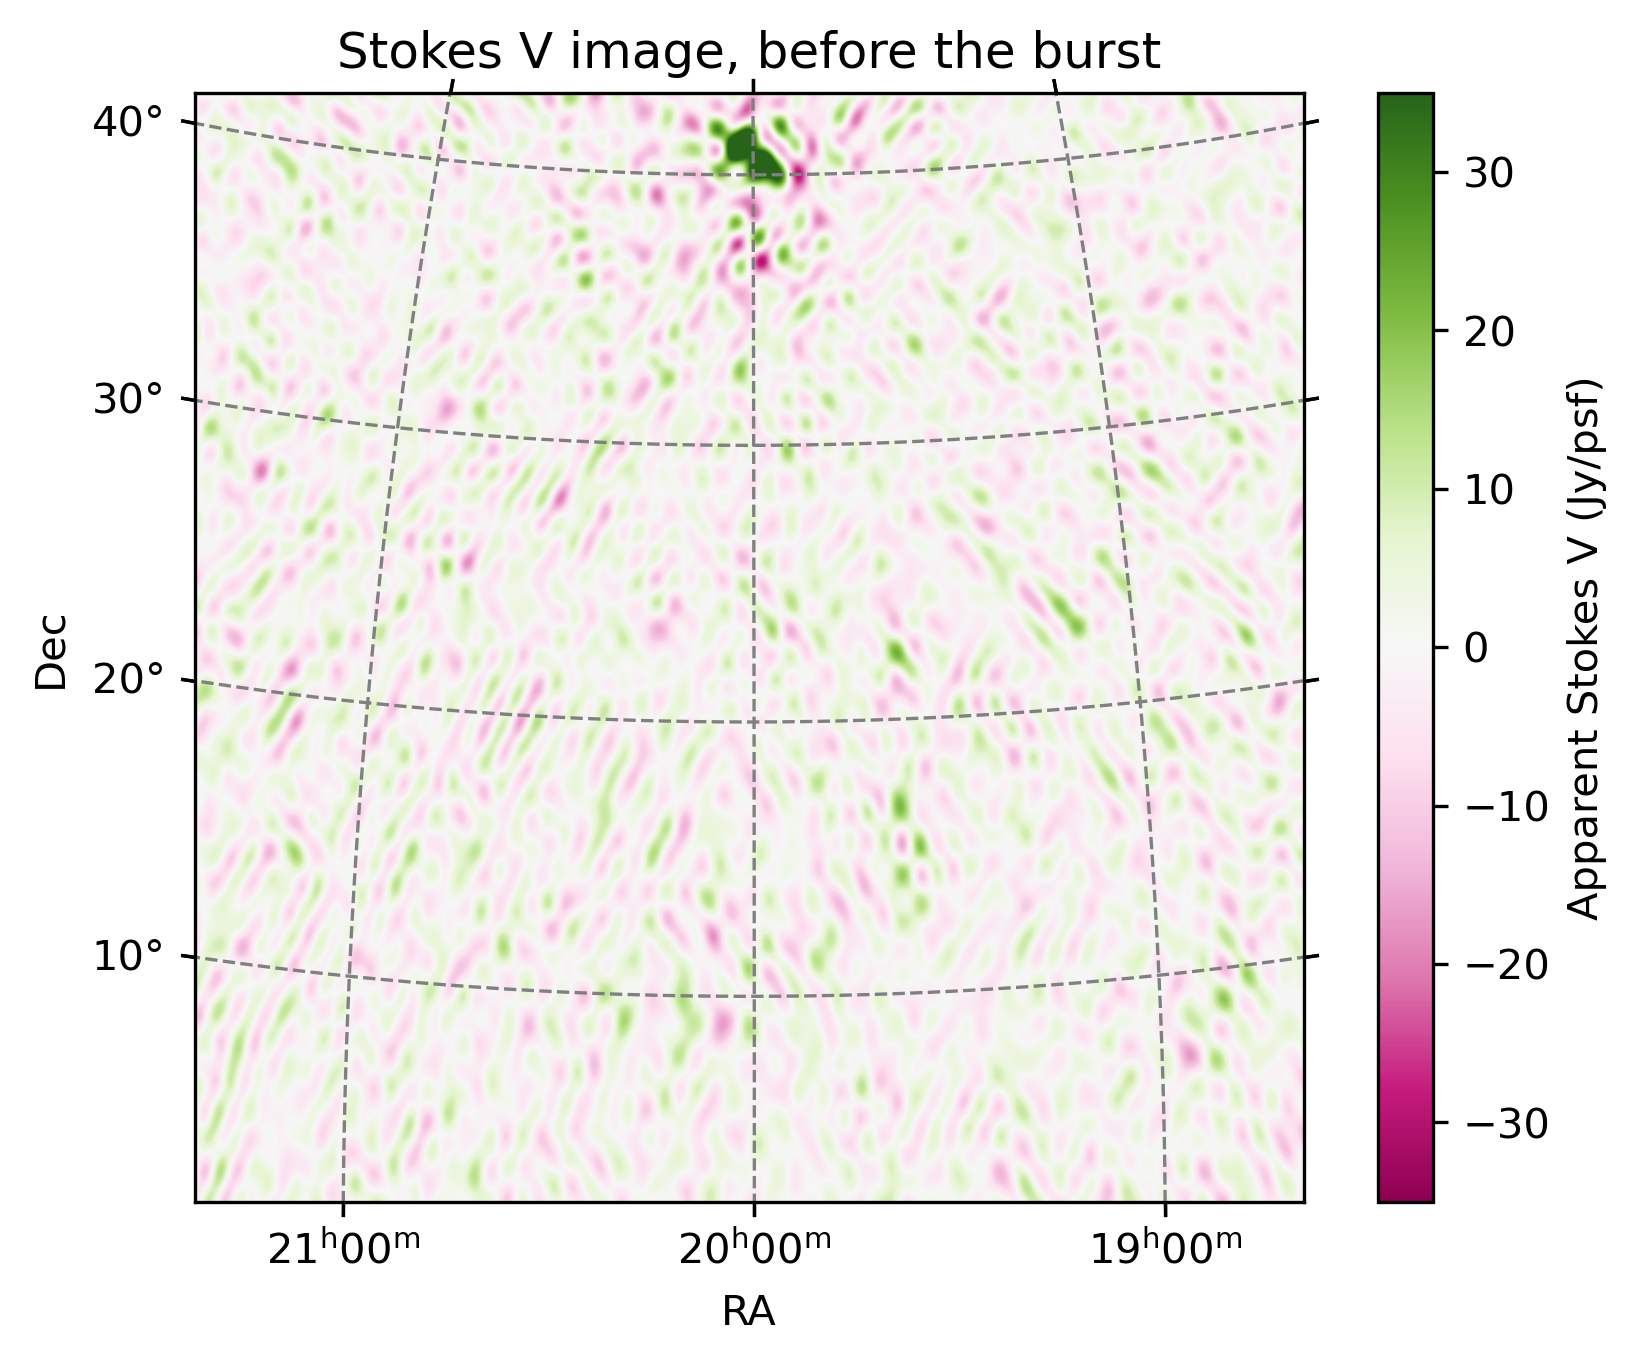 Stokes V image, before the burst
40°
30°
20°
10°
Dec
21ʰ00ᵐ
20ʰ00ᵐ
19ʰ00ᵐ
RA
30
20
10
0
−10
−20
−30
Apparent Stokes V (Jy/psf)